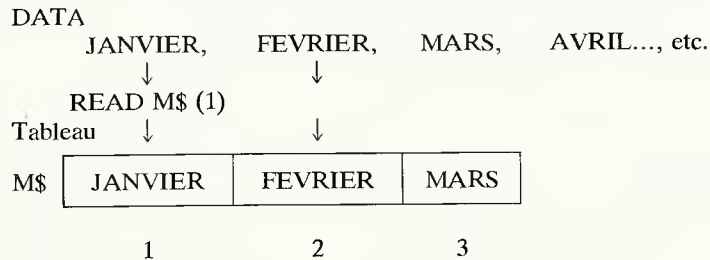 DATA
JANVIER, FEVRIER, MARS, AVRIL..., etc.
↓ ↓
READ M$ (1)
Tableau ↓ ↓
M$ JANVIER FEVRIER MARS
1 2 3